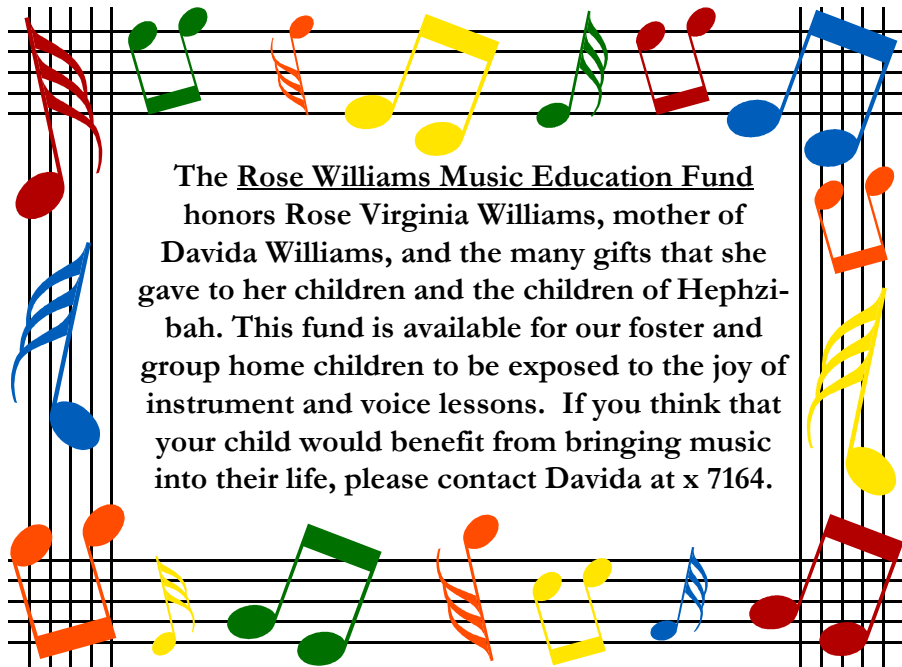 The Rose Williams Music Education Fund
honors Rose Virginia Williams, mother of
Davida Williams, and the many gifts that she
gave to her children and the children of Hephzi-
bah. This fund is available for our foster and
group home children to be exposed to the joy of
instrument and voice lessons.  If you think that
your child would benefit from bringing music
into their life, please contact Davida at x 7164.